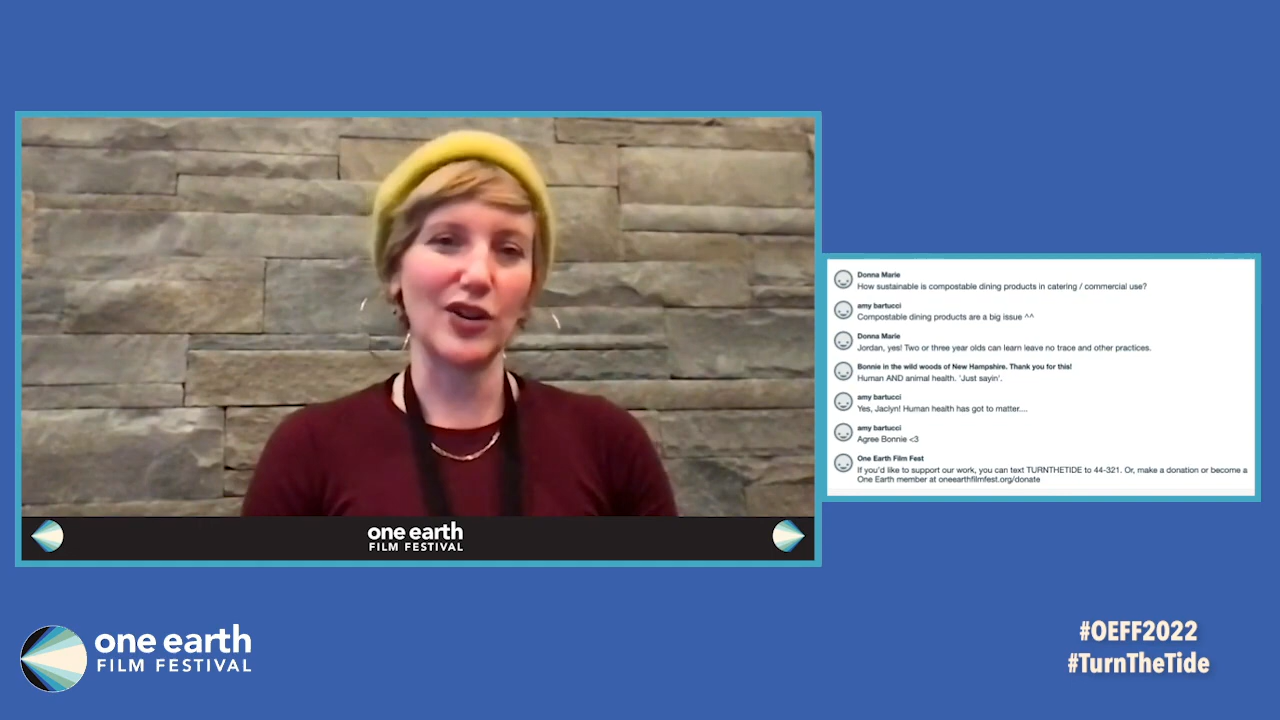 Donna Marie
How sustainable is compostable dining products in catering / commercial use?
amy bartucci
Compostable dining products are a big issue ^^
Donna Marie
Jordan, yes! Two or three year olds can learn leave no trace and other practices.
Bonnie in the wild woods of New Hampshire. Thank you for this!
Human AND animal health. 'Just sayin'.
amy bartucci
Yes, Jaclyn! Human health has got to matter....
amy bartucci
Agree Bonnie <3
One Earth Film Fest
If you'd like to support our work, you can text TURNTHETIDE to 44-321. Or, make a donation or become a
One Earth member at oneearthfilmfest.org/donate
one earth
FILM FESTIVAL
one earth
FILM FESTIVAL
#OEFF2022
#TurnTheTide